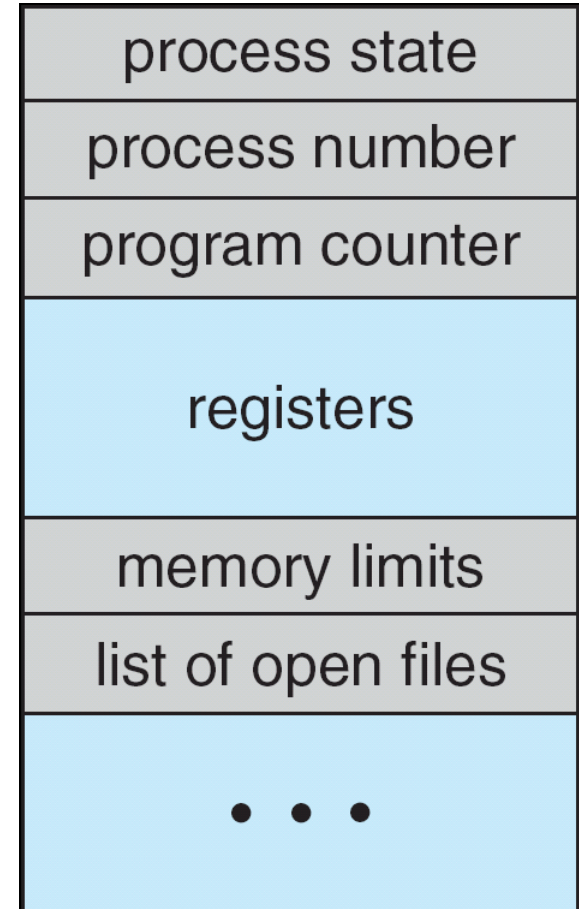 process state
process number
program counter
registers
memory limits
list of open files
• • •